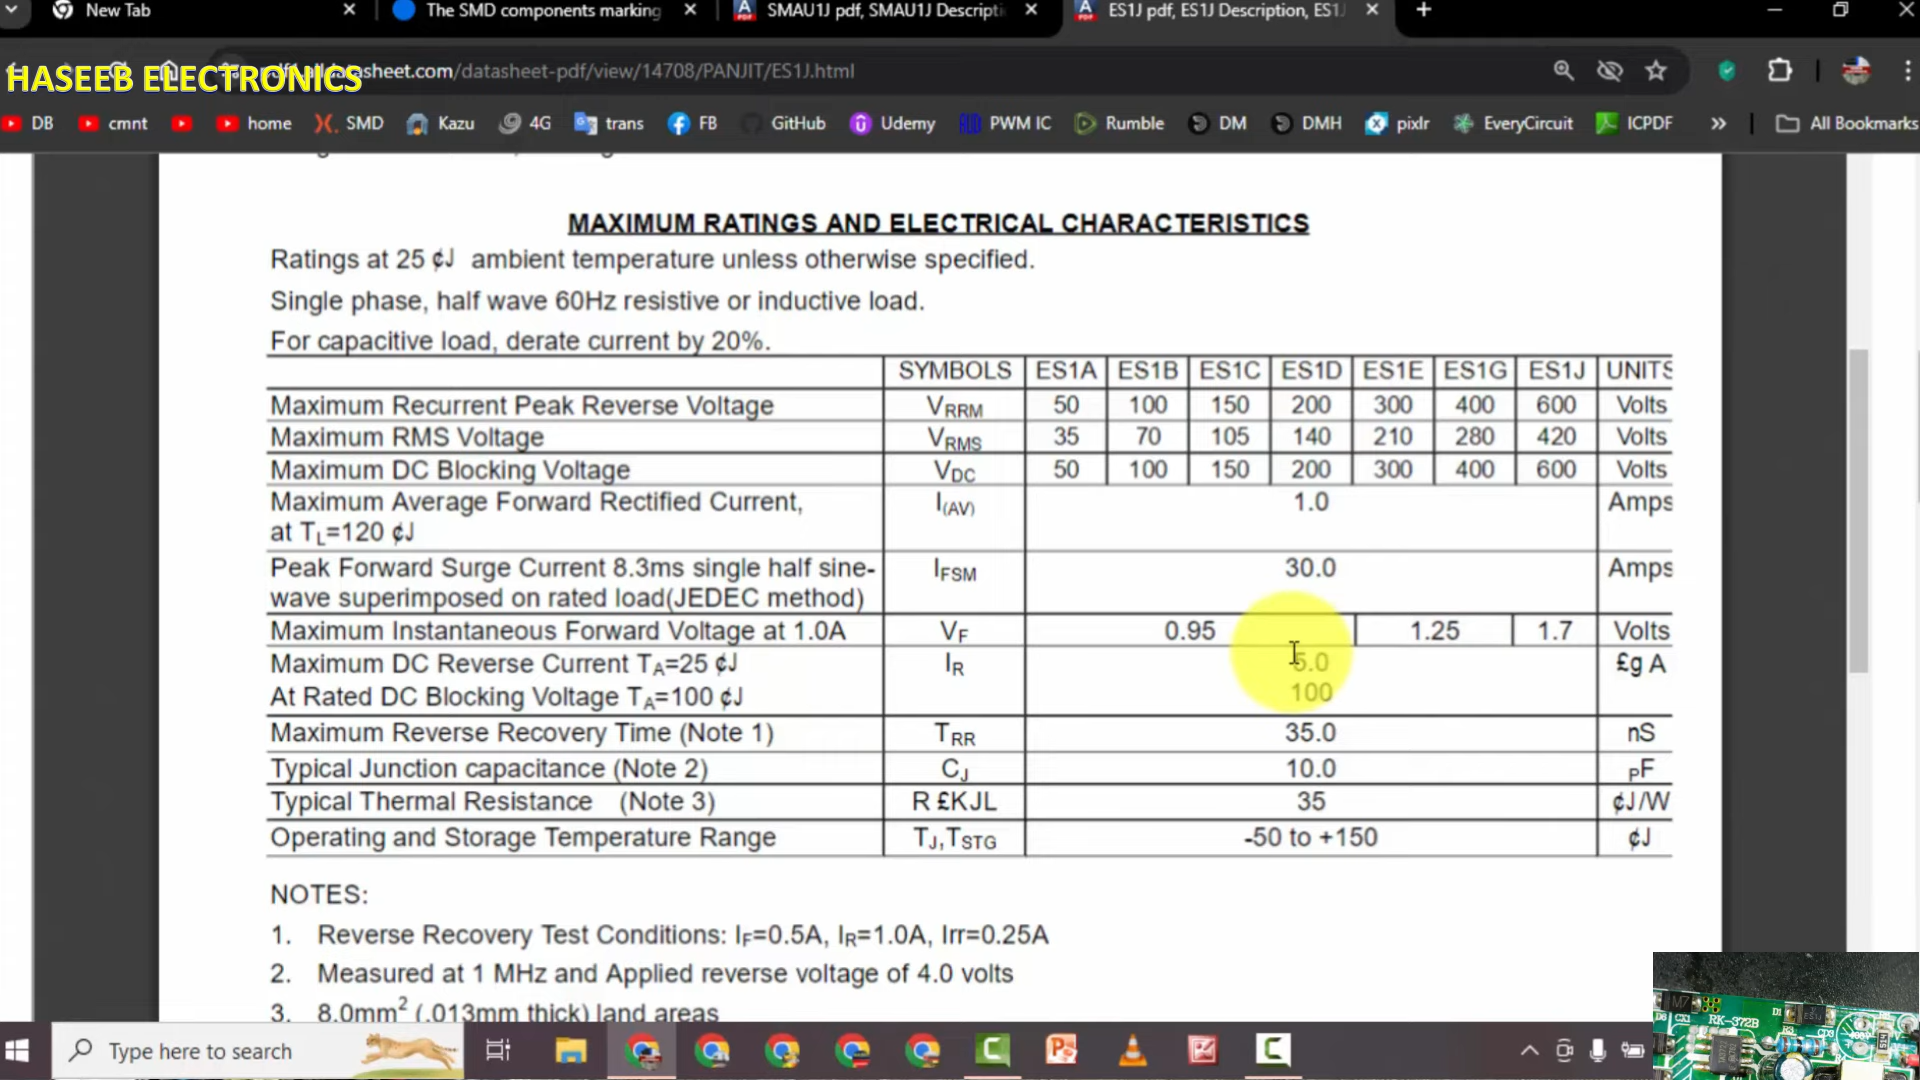 New Tab
The SMD components marking
SMAU1J pdf, SMAU1J Descripti
ES1J pdf, ES1J Description, ES1J
HASEEB ELECTRONICS
datasheet.com/datasheet-pdf/view/14708/PANJIT/ES1J.html
DB cmnt home SMD Kazu 4G trans FB GitHub Udemy PWM IC Rumble DM DMH pixlr EveryCircuit ICPDF » All Bookmarks
MAXIMUM RATINGS AND ELECTRICAL CHARACTERISTICS
Ratings at 25 ¢J ambient temperature unless otherwise specified.
Single phase, half wave 60Hz resistive or inductive load.
For capacitive load, derate current by 20%.
SYMBOLS ES1A ES1B ES1C ES1D ES1E ES1G ES1J UNITS
Maximum Recurrent Peak Reverse Voltage VRRM 50 100 150 200 300 400 600 Volts
Maximum RMS Voltage VRMS 35 70 105 140 210 280 420 Volts
Maximum DC Blocking Voltage VDC 50 100 150 200 300 400 600 Volts
Maximum Average Forward Rectified Current, I(AV) 1.0 Amps
at TL=120 ¢J
Peak Forward Surge Current 8.3ms single half sine- IFSM 30.0 Amps
wave superimposed on rated load(JEDEC method)
Maximum Instantaneous Forward Voltage at 1.0A VF 0.95 1.25 1.7 Volts
Maximum DC Reverse Current TA=25 ¢J IR 5.0 £g A
At Rated DC Blocking Voltage TA=100 ¢J 100
Maximum Reverse Recovery Time (Note 1) TRR 35.0 nS
Typical Junction capacitance (Note 2) CJ 10.0 PF
Typical Thermal Resistance (Note 3) R £KJL 35 ¢J/W
Operating and Storage Temperature Range TJ,TSTG -50 to +150 ¢J
NOTES:
1. Reverse Recovery Test Conditions: IF=0.5A, IR=1.0A, Irr=0.25A
2. Measured at 1 MHz and Applied reverse voltage of 4.0 volts
3. 8.0mm2 (.013mm thick) land areas
M7
RK-372B
D1
Type here to search